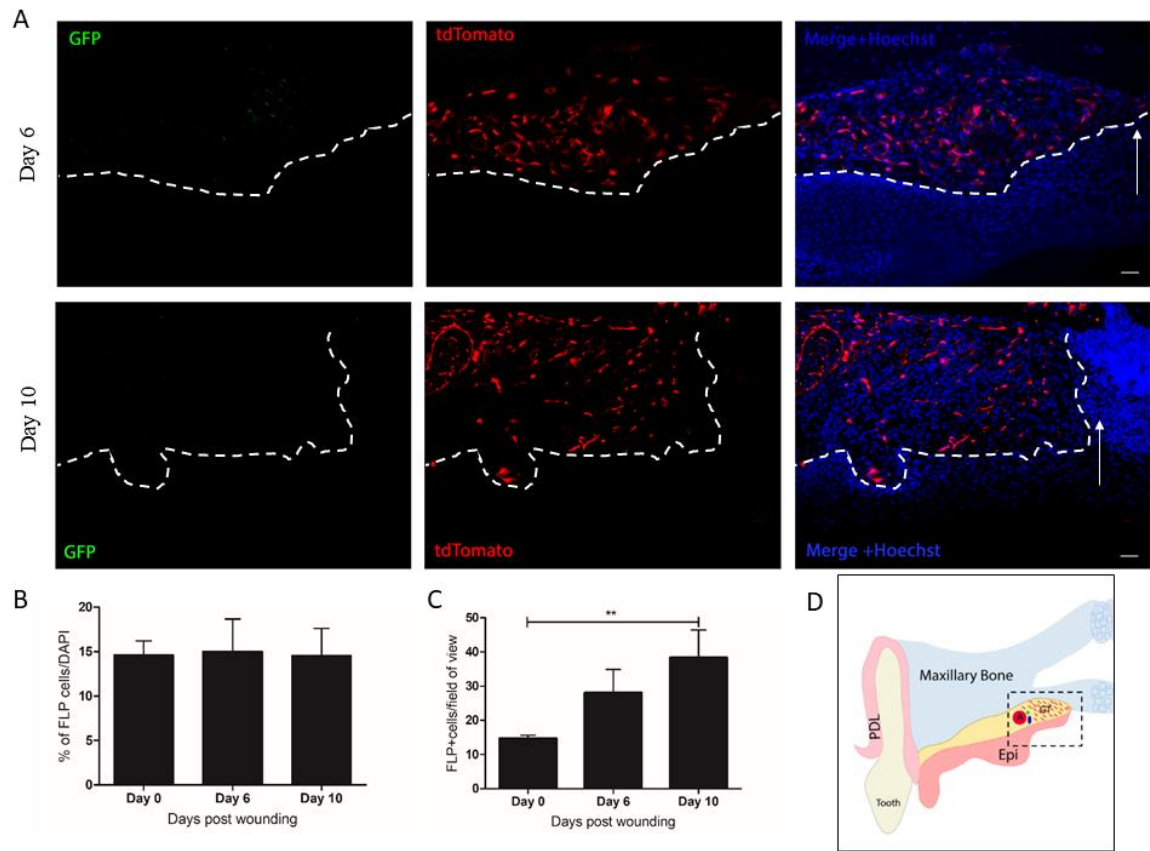 A
GFP
tdTomato
Merge+Hoechst
Day 6
Day 10
GFP
tdTomato
Merge +Hoechst
B
% of FLP cells/DAPI
20
15
10
5
0
Day 0
Day 6
Day 10
Days post wounding
C
**
FLP+cells/field of view
50
40
30
20
10
0
Day 0
Day 6
Day 10
Days post wounding
D
Maxillary Bone
PDL
A
GT
Epi
Tooth